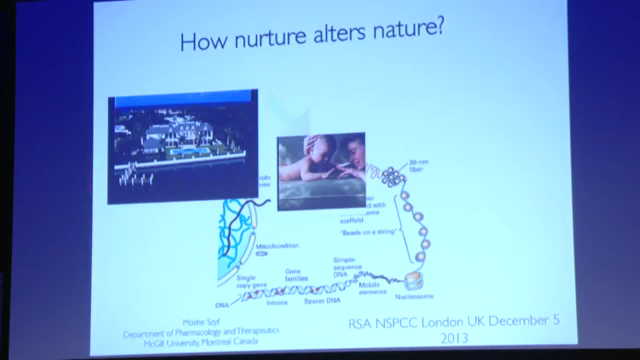 How nurture alters nature?
30-nm
fiber
scaffold
"Beads on a string"
Mitochondrion
Single
copy gene
Gene
families
Simple-
sequence
DNA
Mobile
elements
Nucleosome
DNA
Introns
Spacer DNA
Moshe Szyf
Department of Pharmacology and Therapeutics
McGill University, Montreal Canada
RSA NSPCC London UK December 5
2013